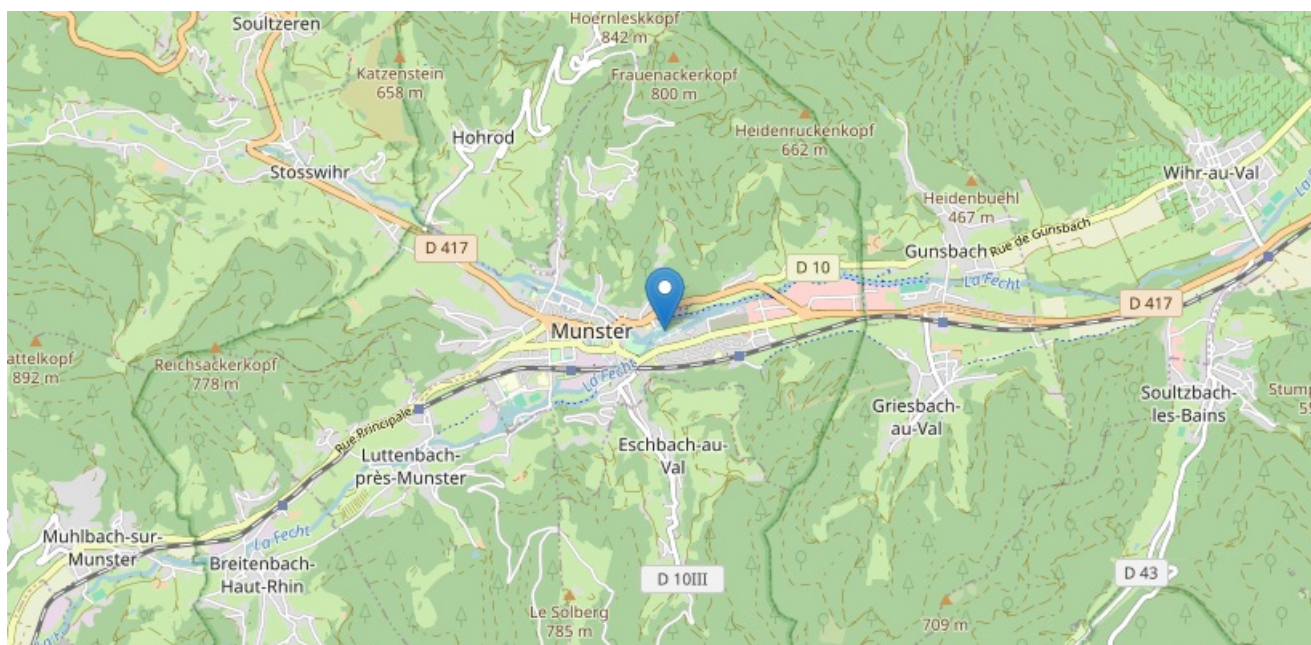 Soultzeren
Hoernleskkopf
842 m
Katzenstein
658 m
Frauenackerkopf
800 m
Hohrod
Heidenruckenkopf
662 m
Stosswihr
Wihr-au-Val
Heidenbuehl
467 m
D 417
Gunsbach
Rue de Gunsbach
D 10
La Fecht
D 417
Munster
892 m
Reichsackerkopf
778 m
La Fecht
Rue Principale
Griesbach-
au-Val
Soultzbach-
les-Bains
Luttenbach-
près-Munster
Eschbach-au-
Val
Muhlbach-sur-
Munster
La Fecht
Breitenbach-
Haut-Rhin
D 10III
D 43
Le Solberg
785 m
709 m